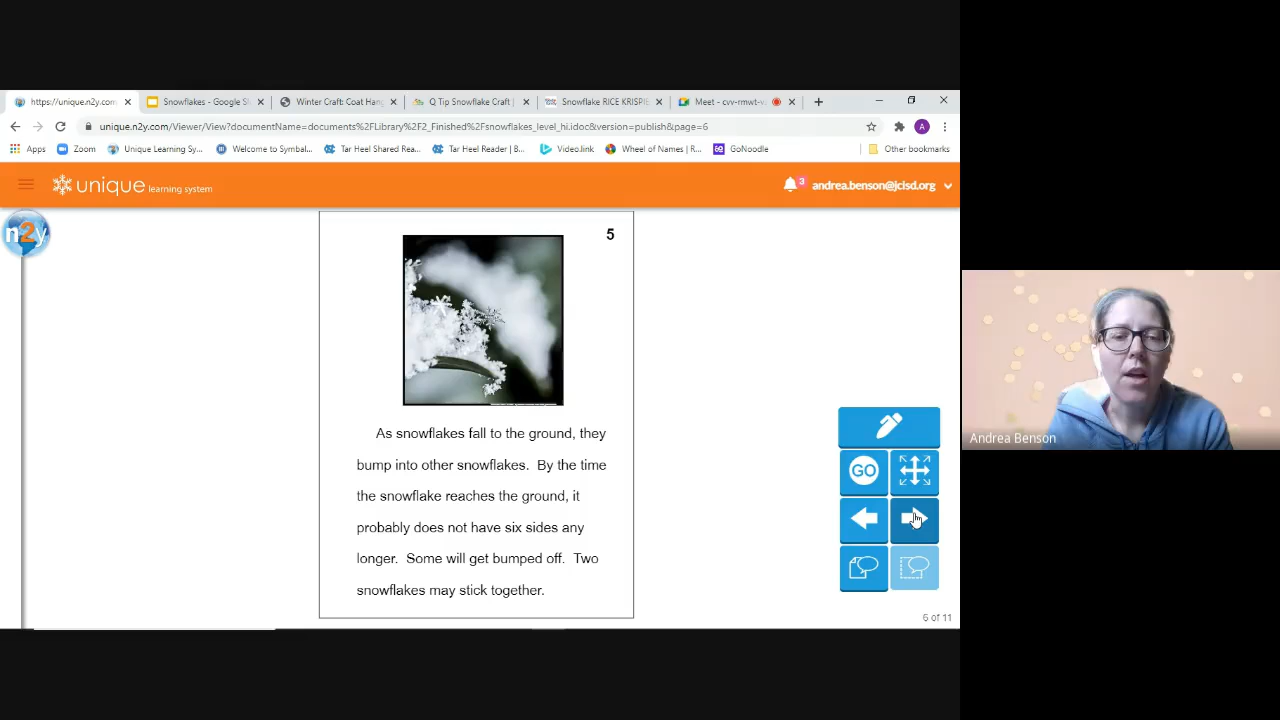 https://unique.n2y.com
Snowflakes - Google Sl
Winter Craft: Coat Hang
Q Tip Snowflake Craft |
Snowflake RICE KRISPIE
Meet - cvv-rmwt-v
unique.n2y.com/Viewer/View?documentName=documents%2FLibrary%2F2_Finished%2Fsnowflakes_level_hi.idoc&version=publish&page=6
A
Apps
Zoom
Unique Learning Sy...
Welcome to Symbal...
Tar Heel Shared Rea...
Tar Heel Reader | B...
Video.link
Wheel of Names | R...
GoNoodle
Other bookmarks
unique learning system
3
andrea.benson@jcisd.org
n2y
5
As snowflakes fall to the ground, they
bump into other snowflakes. By the time
the snowflake reaches the ground, it
probably does not have six sides any
longer. Some will get bumped off. Two
snowflakes may stick together.
GO
6 of 11
Andrea Benson